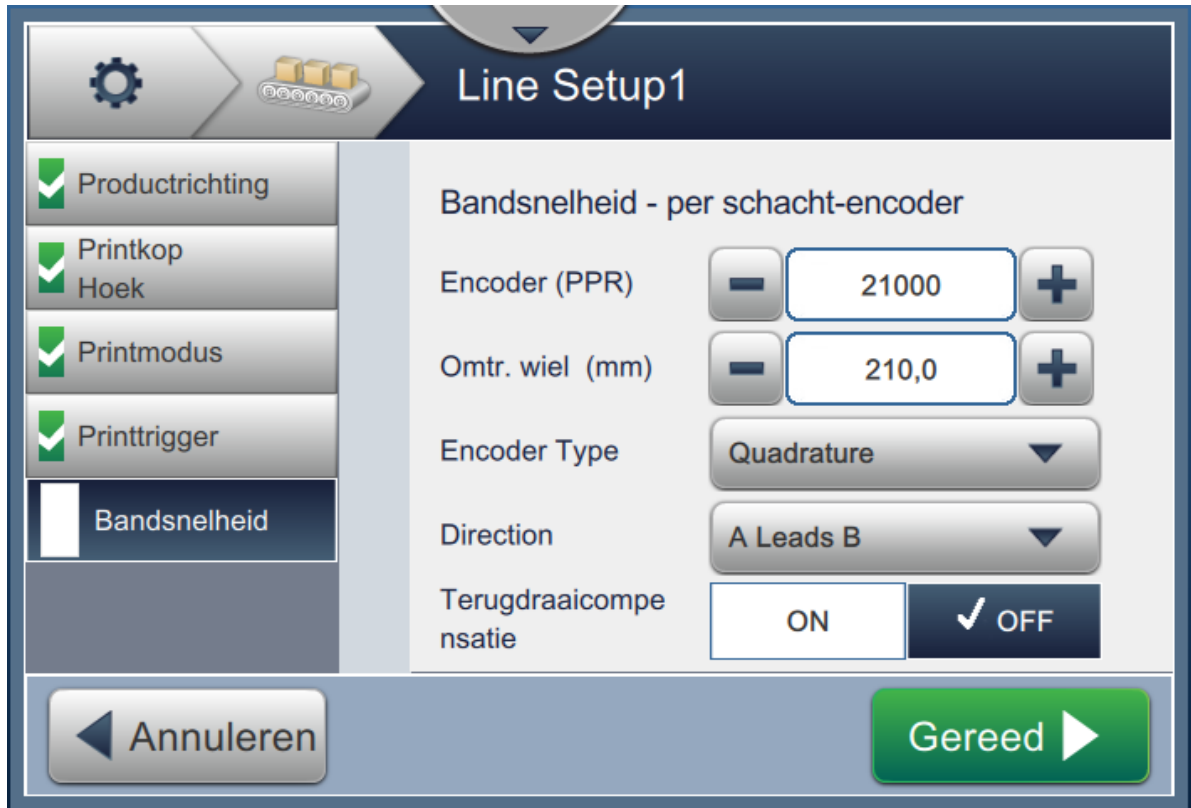 Line Setup1
Productrichting
Printkop
Hoek
Printmodus
Printtrigger
Bandsnelheid
Bandsnelheid - per schacht-encoder
Encoder (PPR)
21000
Omtr. wiel (mm)
210,0
Encoder Type
Quadrature
Direction
A Leads B
Terugdraaicompe
nsatie
ON
OFF
Annuleren
Gereed